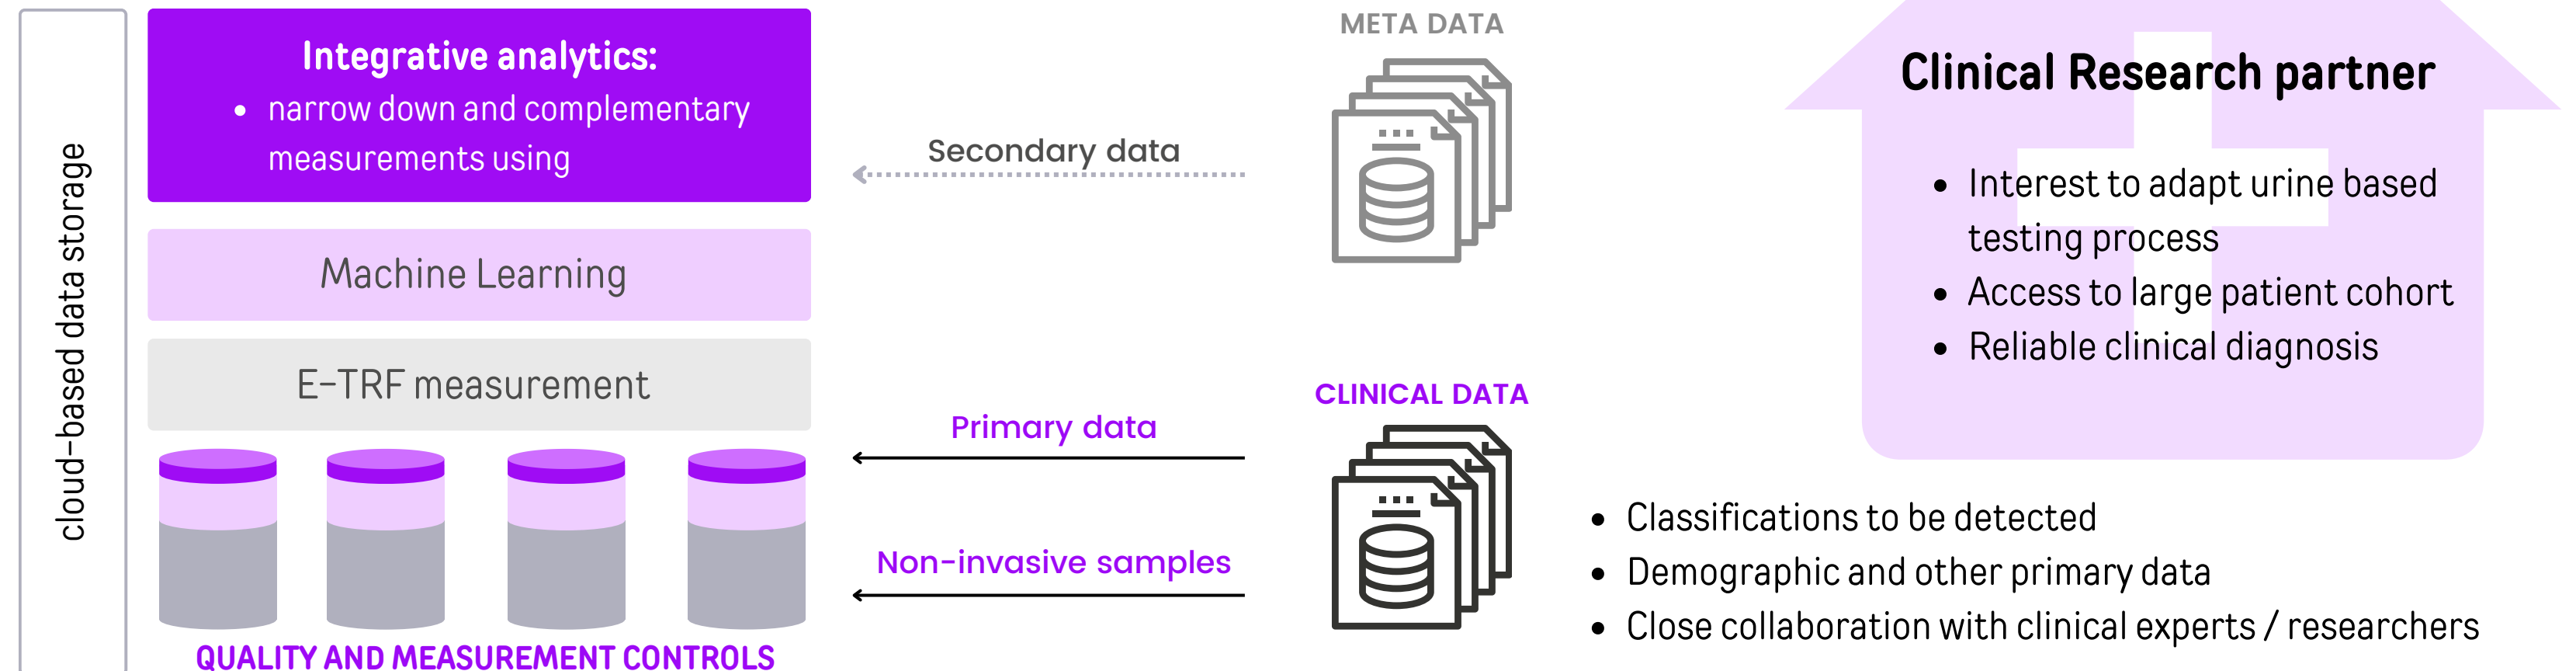 cloud-based data storage
Integrative analytics:
• narrow down and complementary
measurements using
Machine Learning
E-TRF measurement
QUALITY AND MEASUREMENT CONTROLS
Secondary data
Primary data
Non-invasive samples
META DATA
CLINICAL DATA
Clinical Research partner
• Interest to adapt urine based
testing process
• Access to large patient cohort
• Reliable clinical diagnosis
• Classifications to be detected
• Demographic and other primary data
• Close collaboration with clinical experts / researchers